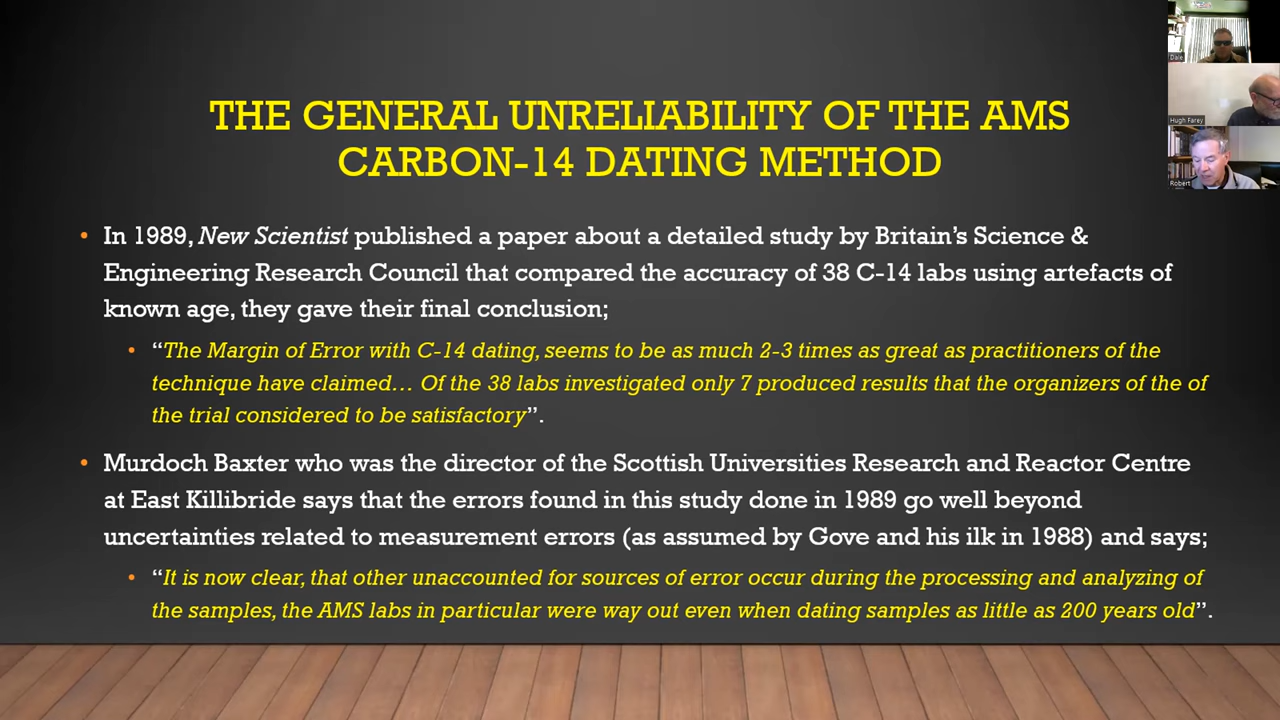 THE GENERAL UNRELIABILITY OF THE AMS
CARBON-14 DATING METHOD
• In 1989, New Scientist published a paper about a detailed study by Britain's Science &
Engineering Research Council that compared the accuracy of 38 C-14 labs using artefacts of
known age, they gave their final conclusion;
• “The Margin of Error with C-14 dating, seems to be as much 2-3 times as great as practitioners of the
technique have claimed… Of the 38 labs investigated only 7 produced results that the organizers of the of
the trial considered to be satisfactory”.
• Murdoch Baxter who was the director of the Scottish Universities Research and Reactor Centre
at East Killibride says that the errors found in this study done in 1989 go well beyond
uncertainties related to measurement errors (as assumed by Gove and his ilk in 1988) and says;
• “It is now clear, that other unaccounted for sources of error occur during the processing and analyzing of
the samples, the AMS labs in particular were way out even when dating samples as little as 200 years old”.
Dale
Hugh Farey
Robert